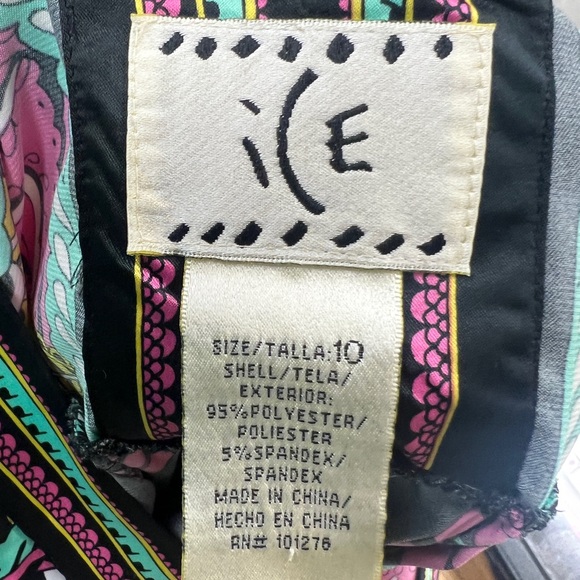 iCE
SIZE/TALLA:10
SHELL/TELA/
EXTERIOR:
95%POLYESTER/
POLIESTER
5%SPANDEX/
SPANDEX
MADE IN CHINA/
HECHO EN CHINA
RN# 101276